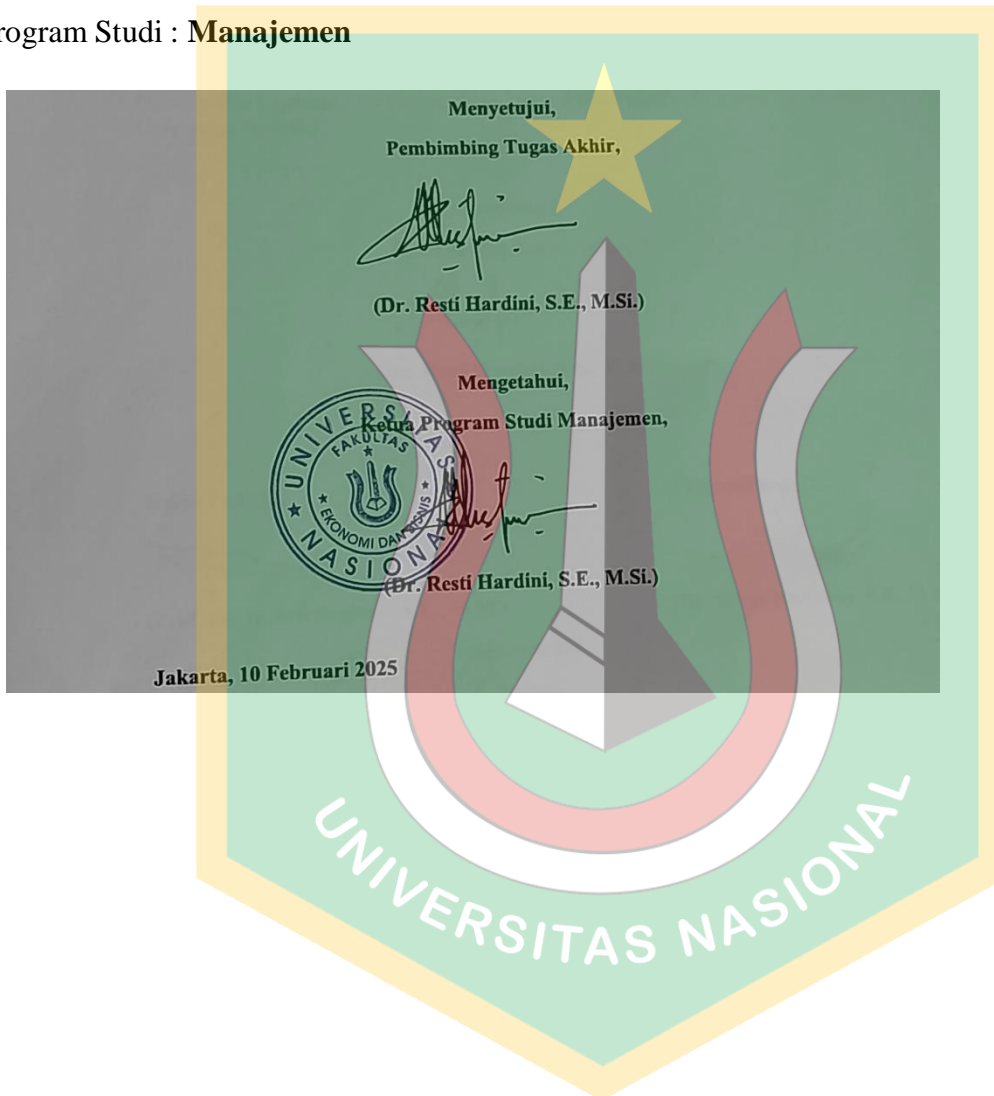 rogram Studi : Manajemen
Menyetujui,
Pembimbing Tugas Akhir,
(Dr. Resti Hardini, S.E., M.Si.)
Mengetahui,
Ketua Program Studi Manajemen,
UNIVERSITAS NASIONAL
FAKULTAS
EKONOMI DAN BISNIS
(Dr. Resti Hardini, S.E., M.Si.)
Jakarta, 10 Februari 2025
UNIVERSITAS NASIONAL